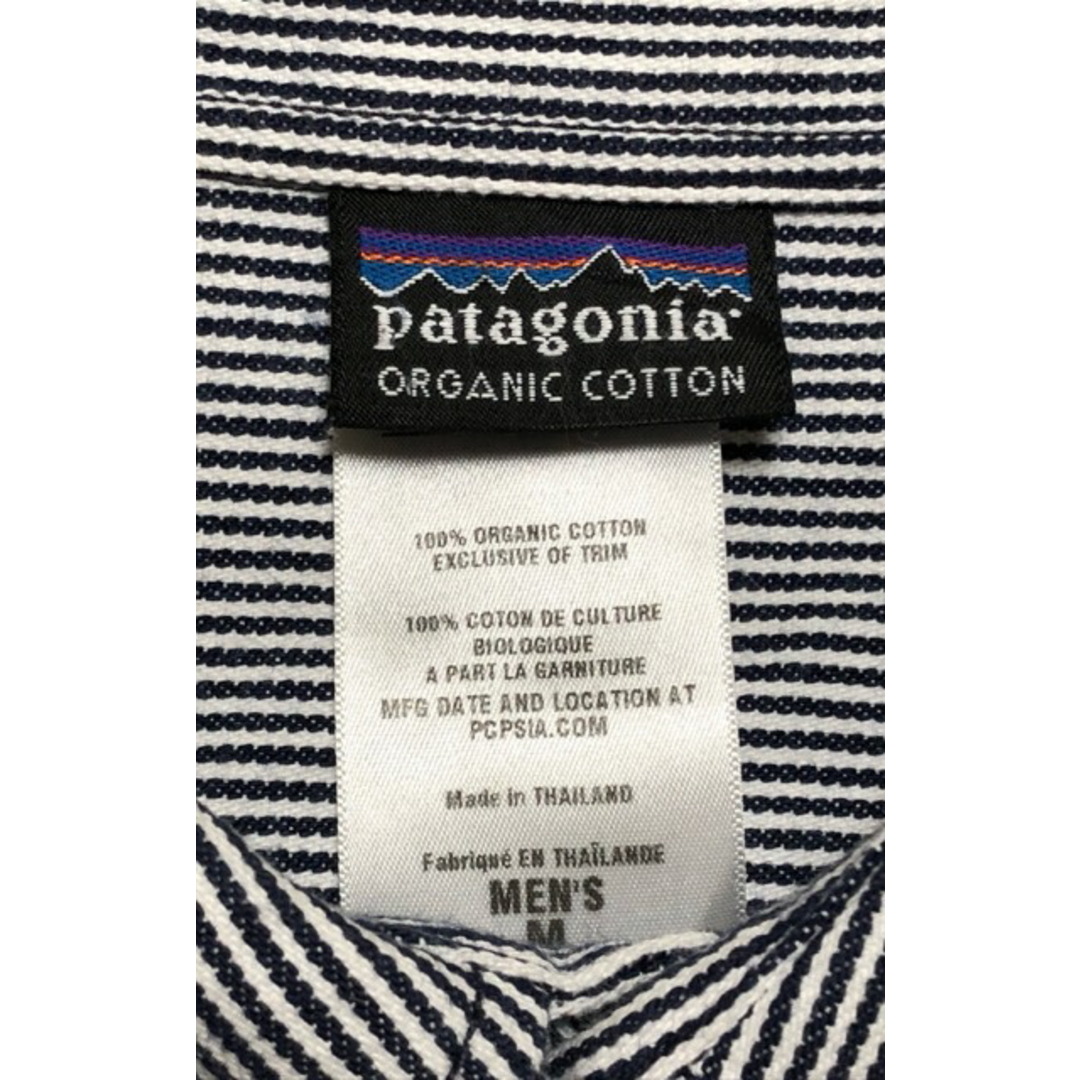 patagonia
ORGANIC COTTON
100% ORGANIC COTTON
EXCLUSIVE OF TRIM
100% COTON DE CULTURE
BIOLOGIQUE
A PART LA GARNITURE
MFG DATE AND LOCATION AT
PCPSIA.COM
Made in THAILAND
Fabriqué EN THAÏLANDE
MEN'S
M